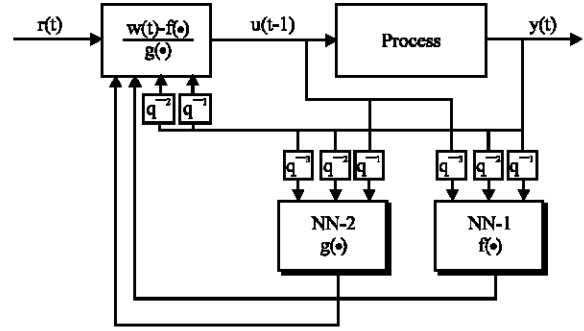 r(t)
w(t)-f(•)
g(•)
u(t-1)
Process
y(t)
q⁻²
q⁻¹
q⁻³
q⁻²
q⁻¹
q⁻³
q⁻²
q⁻¹
NN-2
g(•)
NN-1
f(•)